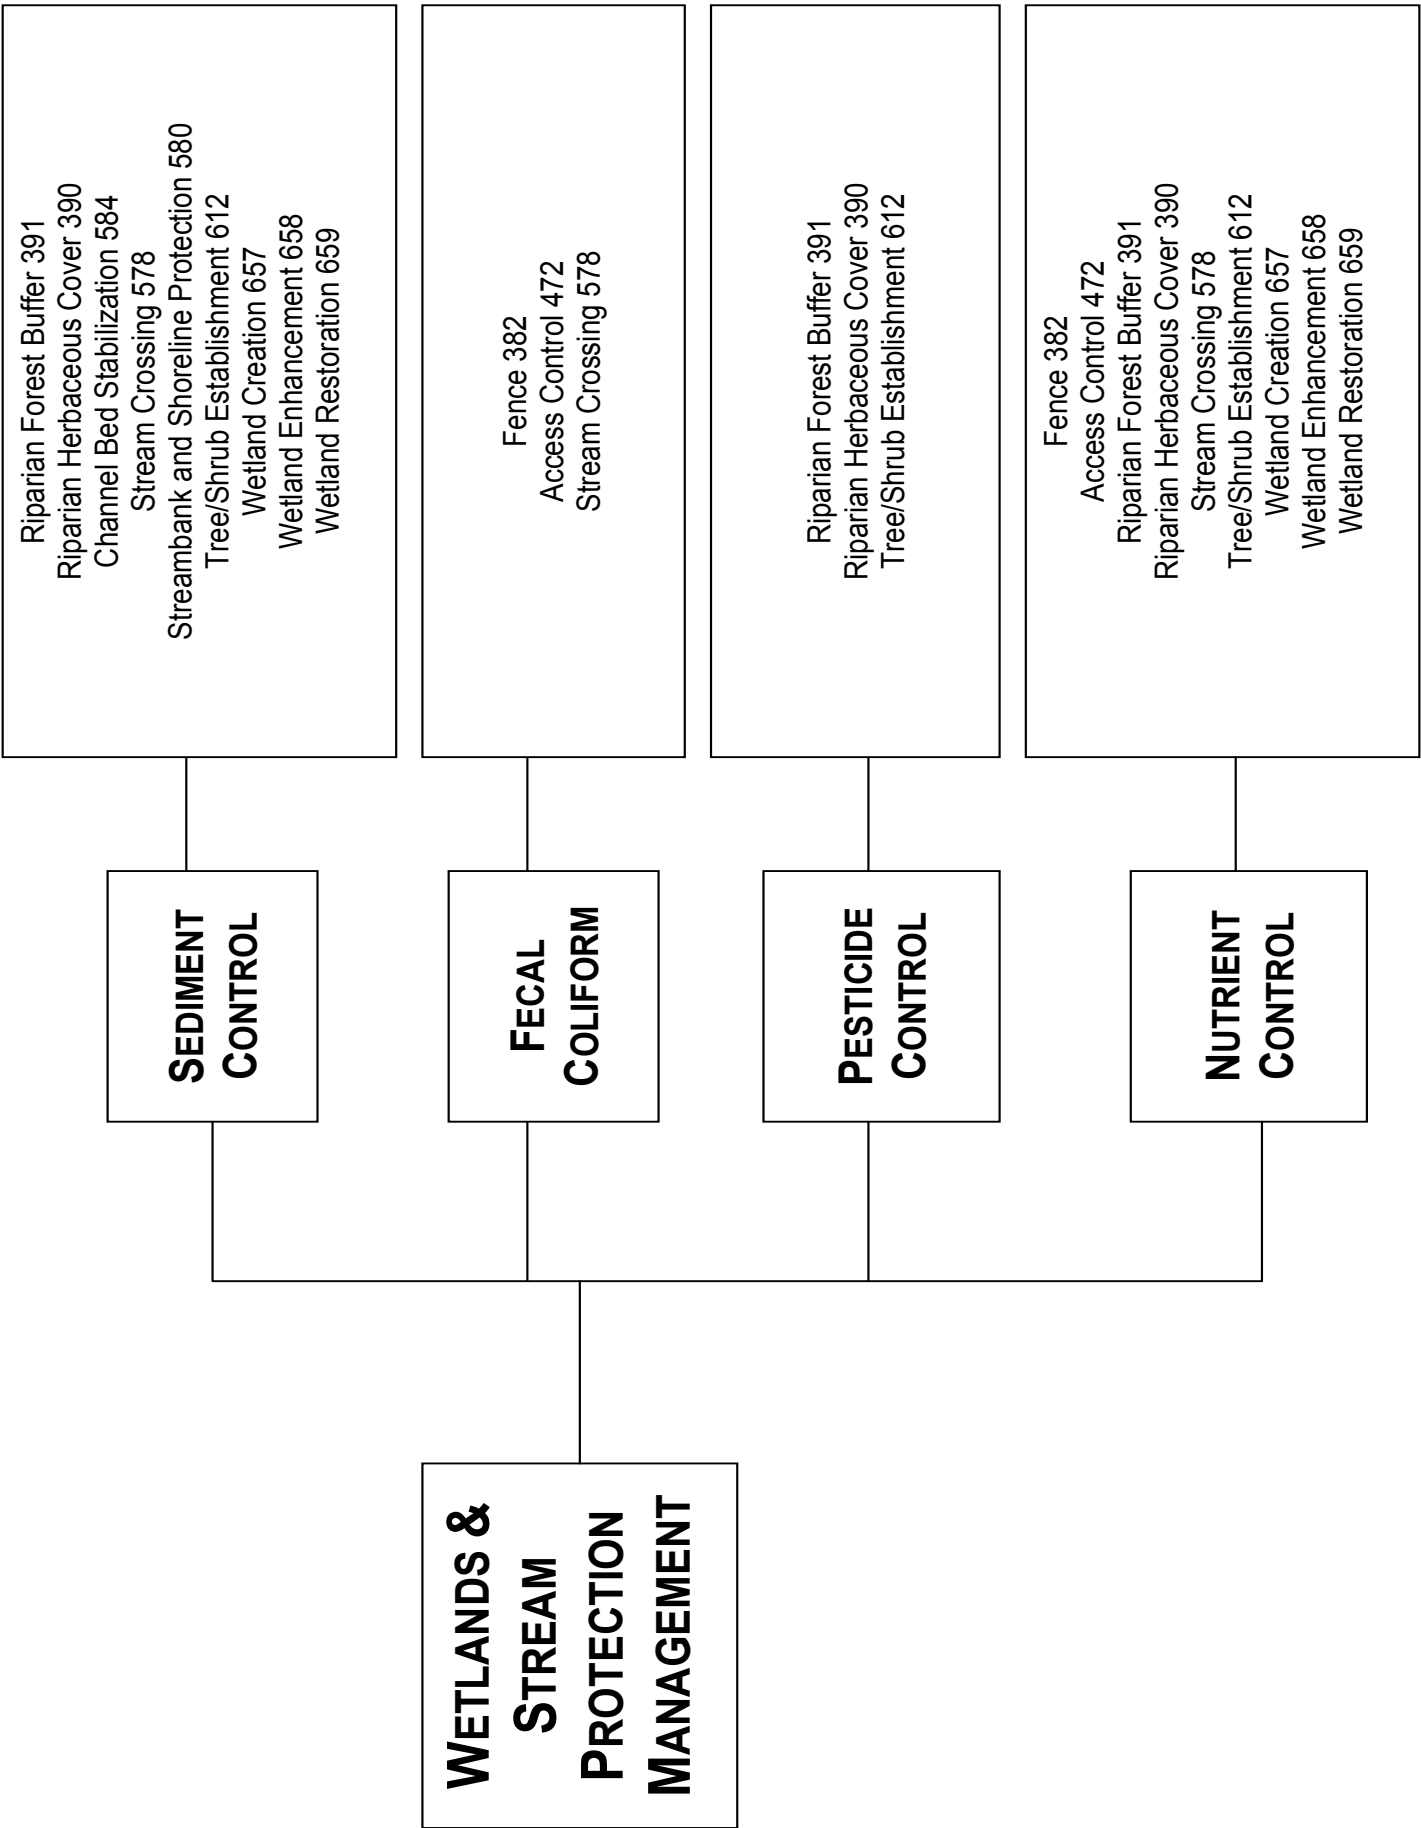 WETLANDS &
STREAM
PROTECTION
MANAGEMENT
SEDIMENT
CONTROL
Riparian Forest Buffer 391
Riparian Herbaceous Cover 390
Channel Bed Stabilization 584
Stream Crossing 578
Streambank and Shoreline Protection 580
Tree/Shrub Establishment 612
Wetland Creation 657
Wetland Enhancement 658
Wetland Restoration 659
FECAL
COLIFORM
Fence 382
Access Control 472
Stream Crossing 578
PESTICIDE
CONTROL
Riparian Forest Buffer 391
Riparian Herbaceous Cover 390
Tree/Shrub Establishment 612
NUTRIENT
CONTROL
Fence 382
Access Control 472
Riparian Forest Buffer 391
Riparian Herbaceous Cover 390
Stream Crossing 578
Tree/Shrub Establishment 612
Wetland Creation 657
Wetland Enhancement 658
Wetland Restoration 659